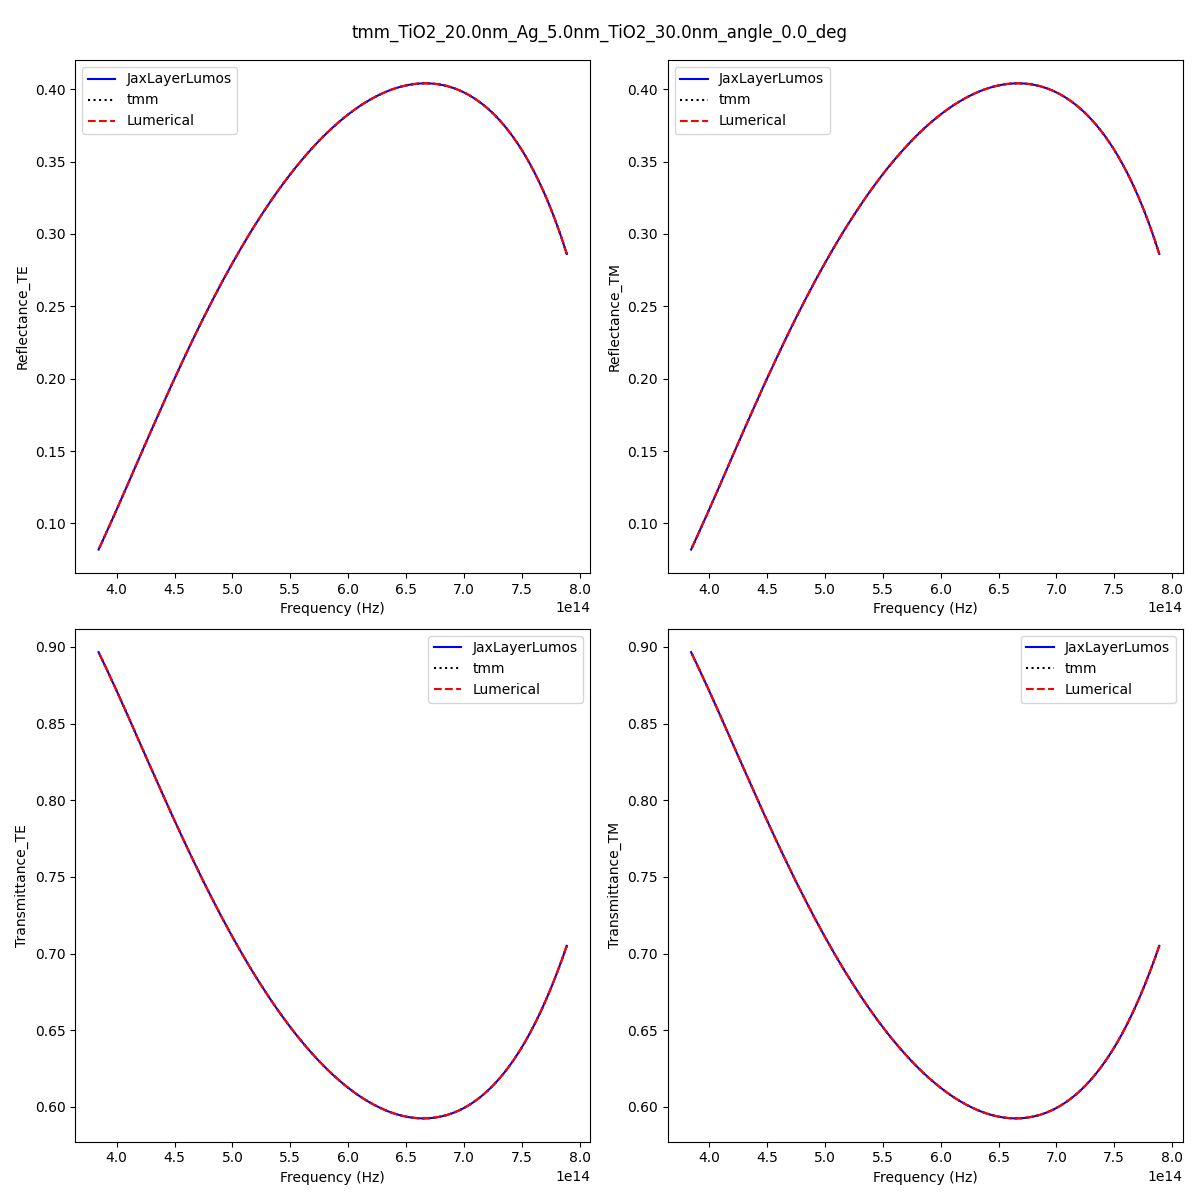 tmm_TiO2_20.0nm_Ag_5.0nm_TiO2_30.0nm_angle_0.0_deg
JaxLayerLumos
tmm
Lumerical
Reflectance_TE
0.40
0.35
0.30
0.25
0.20
0.15
0.10
4.0 4.5 5.0 5.5 6.0 6.5 7.0 7.5 8.0
1e14
Frequency (Hz)
JaxLayerLumos
tmm
Lumerical
Reflectance_TM
0.40
0.35
0.30
0.25
0.20
0.15
0.10
4.0 4.5 5.0 5.5 6.0 6.5 7.0 7.5 8.0
1e14
Frequency (Hz)
JaxLayerLumos
tmm
Lumerical
Transmittance_TE
0.90
0.85
0.80
0.75
0.70
0.65
0.60
4.0 4.5 5.0 5.5 6.0 6.5 7.0 7.5 8.0
1e14
Frequency (Hz)
JaxLayerLumos
tmm
Lumerical
Transmittance_TM
0.90
0.85
0.80
0.75
0.70
0.65
0.60
4.0 4.5 5.0 5.5 6.0 6.5 7.0 7.5 8.0
1e14
Frequency (Hz)